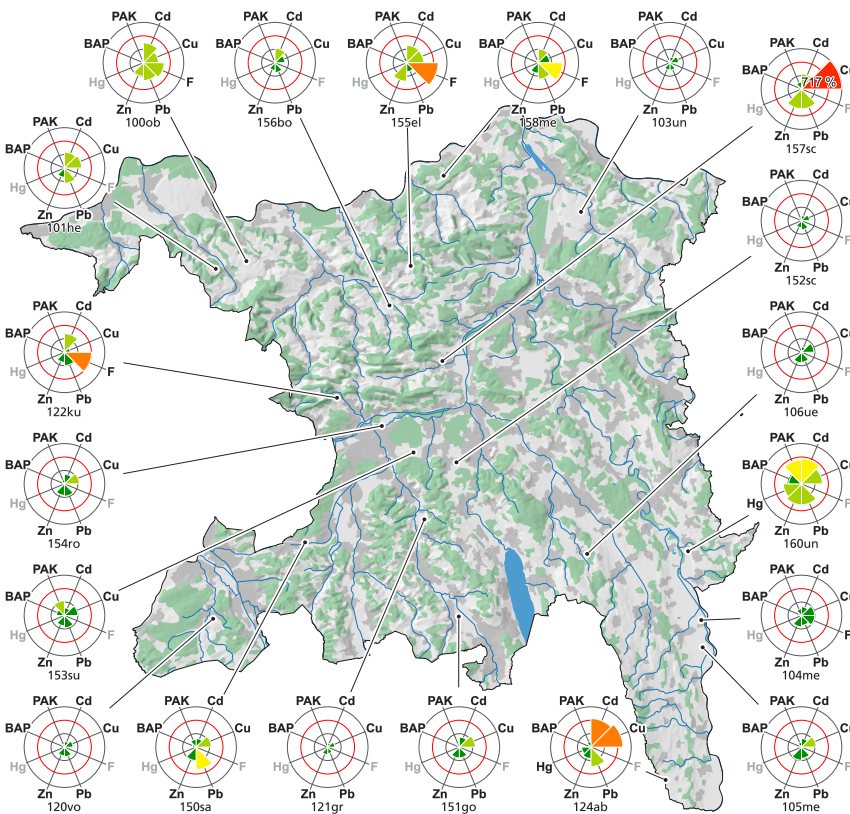 PAK Cd
BAP Cu
Hg F
Zn Pb
100ob
PAK Cd
BAP Cu
Hg F
Zn Pb
156bo
PAK Cd
BAP Cu
Hg F
Zn Pb
155el
PAK Cd
BAP Cu
Hg F
Zn Pb
158me
PAK Cd
BAP Cu
Hg F
Zn Pb
103un
PAK Cd
BAP Cu
717 %
Hg F
Zn Pb
157sc
PAK Cd
BAP Cu
Hg F
Zn Pb
101he
PAK Cd
BAP Cu
Hg F
Zn Pb
152sc
PAK Cd
BAP Cu
Hg F
Zn Pb
122ku
PAK Cd
BAP Cu
Hg F
Zn Pb
106ue
PAK Cd
BAP Cu
Hg F
Zn Pb
154ro
PAK Cd
BAP Cu
Hg F
Zn Pb
160un
PAK Cd
BAP Cu
Hg F
Zn Pb
153su
PAK Cd
BAP Cu
Hg F
Zn Pb
104me
PAK Cd
BAP Cu
Hg F
Zn Pb
120vo
PAK Cd
BAP Cu
Hg F
Zn Pb
150sa
PAK Cd
BAP Cu
Hg F
Zn Pb
121gr
PAK Cd
BAP Cu
Hg F
Zn Pb
151go
PAK Cd
BAP Cu
Hg F
Zn Pb
124ab
PAK Cd
BAP Cu
Hg F
Zn Pb
105me